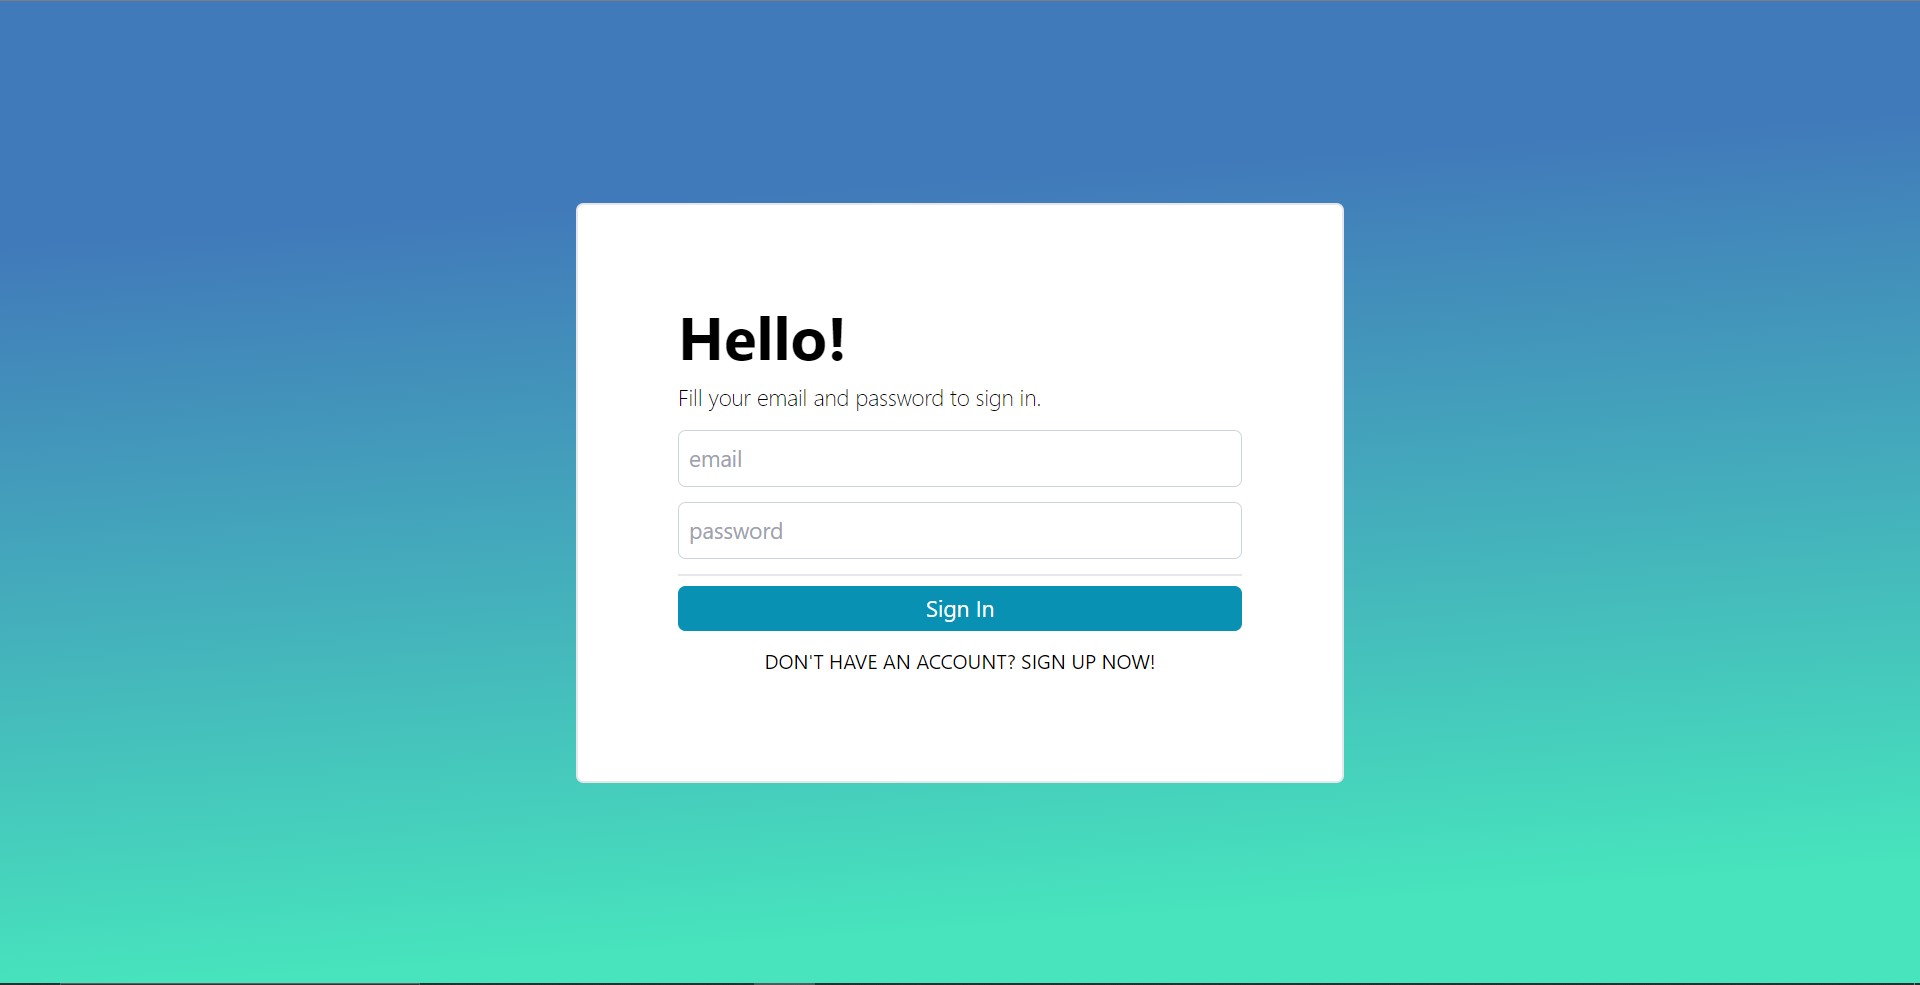 Hello!
Fill your email and password to sign in.
email
password
Sign In
DON'T HAVE AN ACCOUNT? SIGN UP NOW!